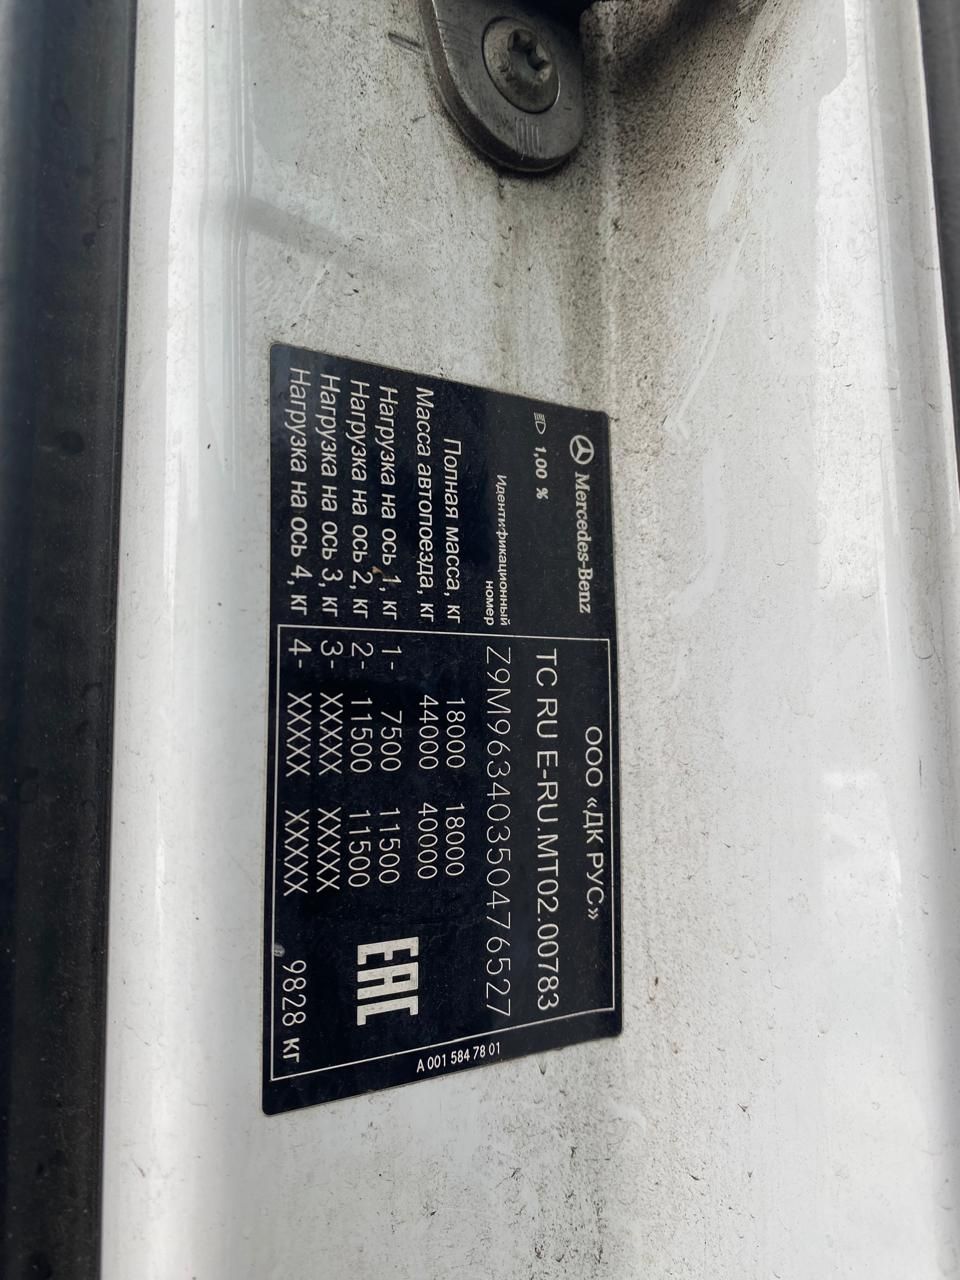 Mercedes-Benz
ООО «ДК РУС»
1,00 %
ТС RU E-RU.MT02.00783
Идентификационный
номер
Z9M96340350476527
Полная масса, кг 18000 18000
Масса автопоезда, кг 44000 40000
Нагрузка на ось 1, кг 1- 7500 11500
Нагрузка на ось 2, кг 2- 11500 11500
Нагрузка на ось 3, кг 3- XXXXX XXXXX
Нагрузка на ось 4, кг 4- XXXXX XXXXX
EAC
9828 кг
A 001 584 78 01